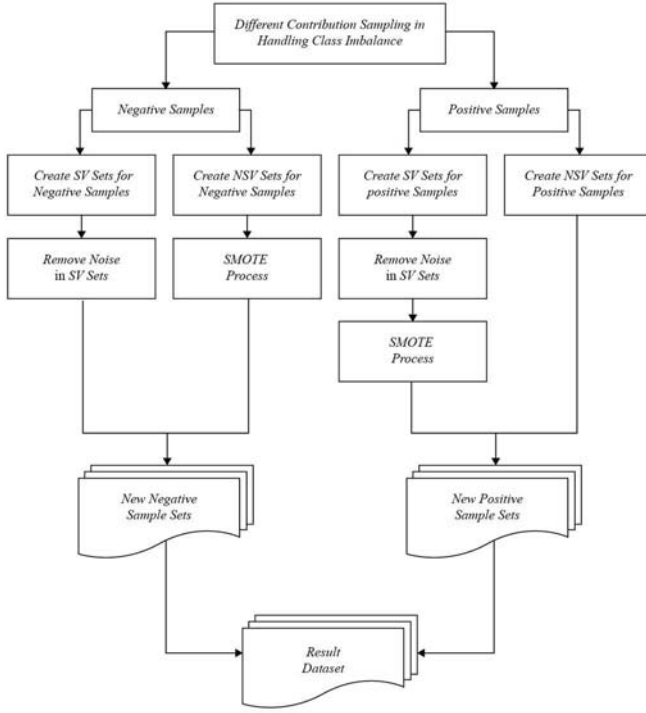 Different Contribution Sampling in
Handling Class Imbalance
Negative Samples
Positive Samples
Create SV Sets for
Negative Samples
Create NSV Sets for
Negative Samples
Create SV Sets for
positive Samples
Create NSV Sets for
Positive Samples
Remove Noise
in SV Sets
SMOTE
Process
Remove Noise
in SV Sets
SMOTE
Process
New Negative
Sample Sets
New Positive
Sample Sets
Result
Dataset